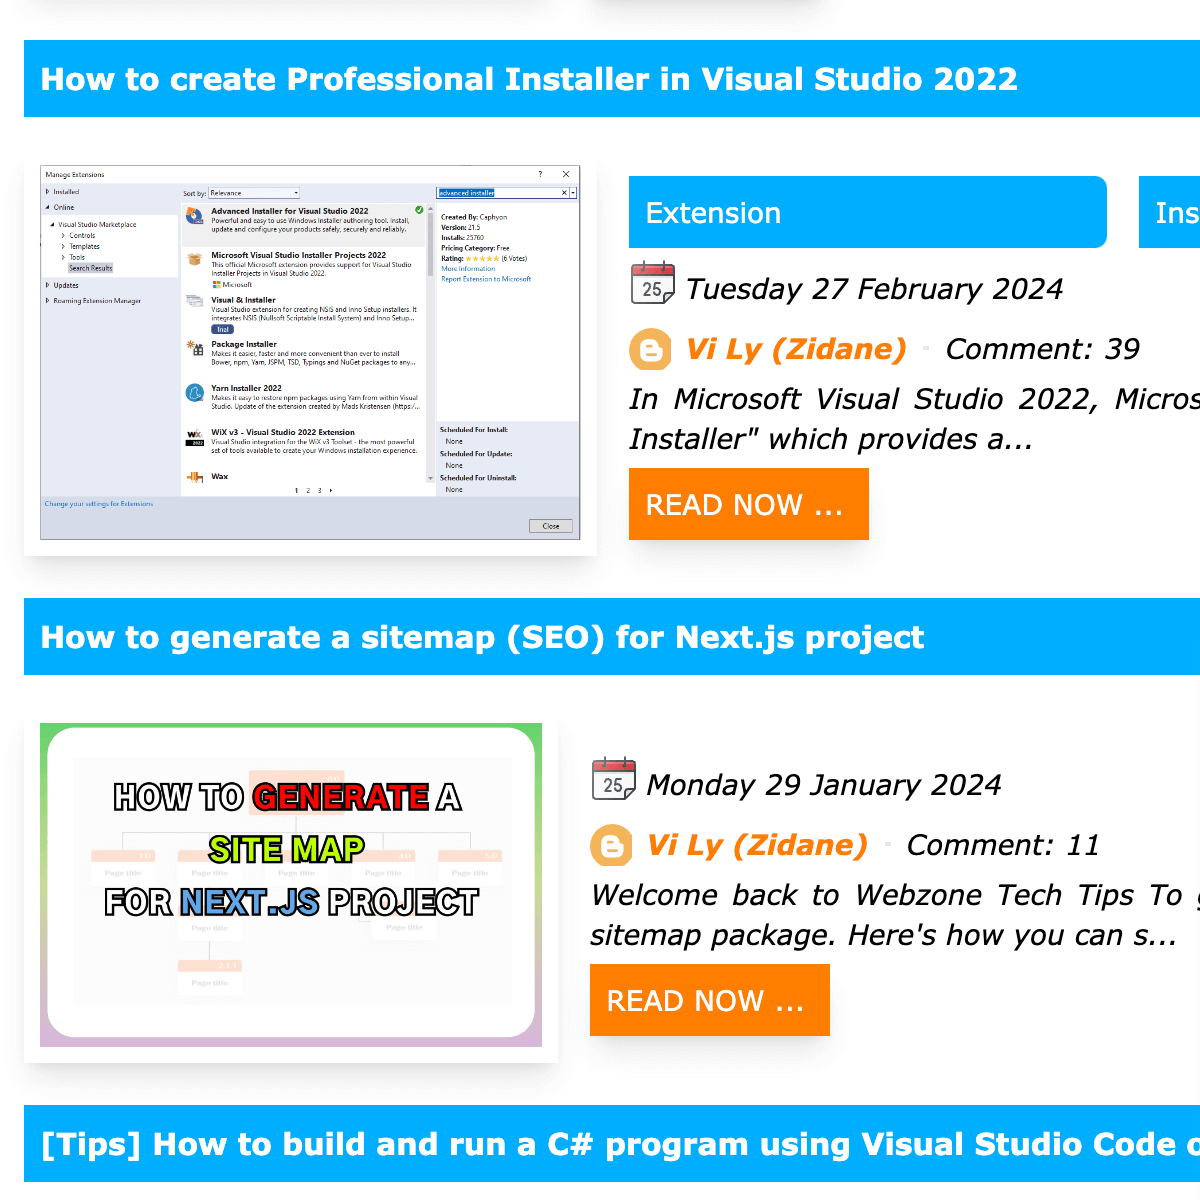 How to create Professional Installer in Visual Studio 2022
Manage Extensions
?
Installed
Online
Visual Studio Marketplace
Controls
Templates
Tools
Search Results
Updates
Roaming Extension Manager
Sort by: Relevance
Advanced Installer for Visual Studio 2022
Powerful and easy to use Windows Installer authoring tool. Install,
update and configure your products safely, securely and reliably.
Microsoft Visual Studio Installer Projects 2022
This official Microsoft extension provides support for Visual Studio
Installer Projects in Visual Studio 2022.
Microsoft
Visual & Installer
Visual Studio extension for creating NSIS and Inno Setup installers. It
integrates NSIS (Nullsoft Scriptable Install System) and Inno Setup...
Trial
Package Installer
Makes it easier, faster and more convenient than ever to install
Bower, npm, Yarn, JSPM, TSD, Typings and NuGet packages to any...
Yarn Installer 2022
Makes it easy to restore npm packages using Yarn from within Visual
Studio. Update of the extension created by Mads Kristensen (https:/...
WiX v3 - Visual Studio 2022 Extension
Visual Studio integration for the WiX v3 Toolset - the most powerful
set of tools available to create your Windows installation experience.
Wax
1 2 3
advanced installer
Created By: Caphyon
Version: 21.5
Installs: 25760
Pricing Category: Free
Rating: ★★★★★ (6 Votes)
More Information
Report Extension to Microsoft
Scheduled For Install:
None
Scheduled For Update:
None
Scheduled For Uninstall:
None
Change your settings for Extensions
Close
Extension
Ins
25 Tuesday 27 February 2024
Vi Ly (Zidane) Comment: 39
In Microsoft Visual Studio 2022, Micros
Installer" which provides a...
READ NOW ...
How to generate a sitemap (SEO) for Next.js project
HOW TO GENERATE A
SITE MAP
FOR NEXT.JS PROJECT
Page title
Page title
Page title
Page title
Page title
25 Monday 29 January 2024
Vi Ly (Zidane) Comment: 11
Welcome back to Webzone Tech Tips To g
sitemap package. Here's how you can s...
READ NOW ...
[Tips] How to build and run a C# program using Visual Studio Code o